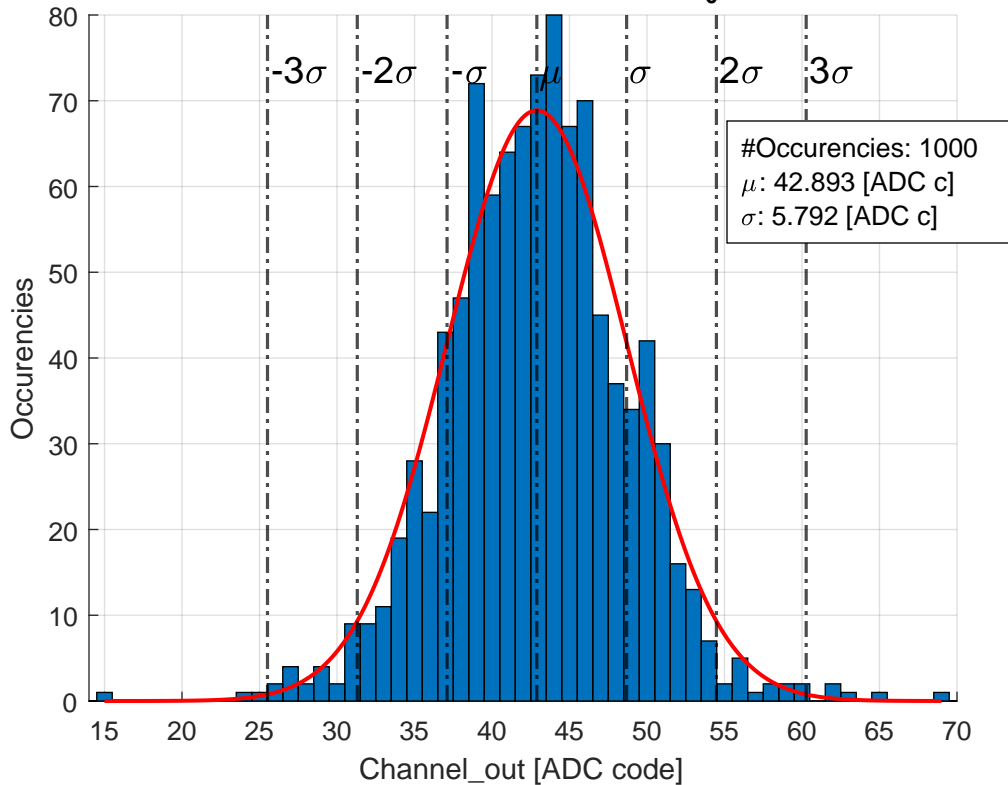 80
70
60
50
40
30
20
10
0
Occurencies
-3σ -2σ -σ μ σ 2σ 3σ
#Occurencies: 1000
μ: 42.893 [ADC c]
σ: 5.792 [ADC c]
15 20 25 30 35 40 45 50 55 60 65 70
Channel_out [ADC code]